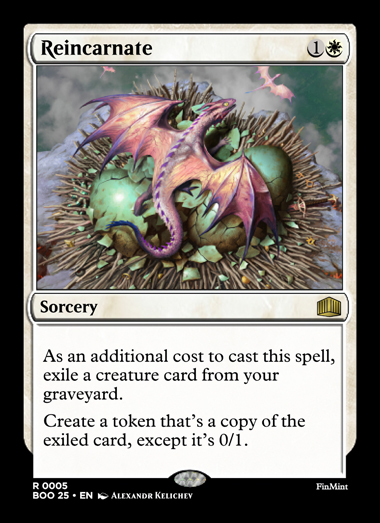 Reincarnate 1
Sorcery
As an additional cost to cast this spell,
exile a creature card from your
graveyard.
Create a token that's a copy of the
exiled card, except it's 0/1.
R 0005
BOO 25 • EN Alexandr Kelichev
FinMint